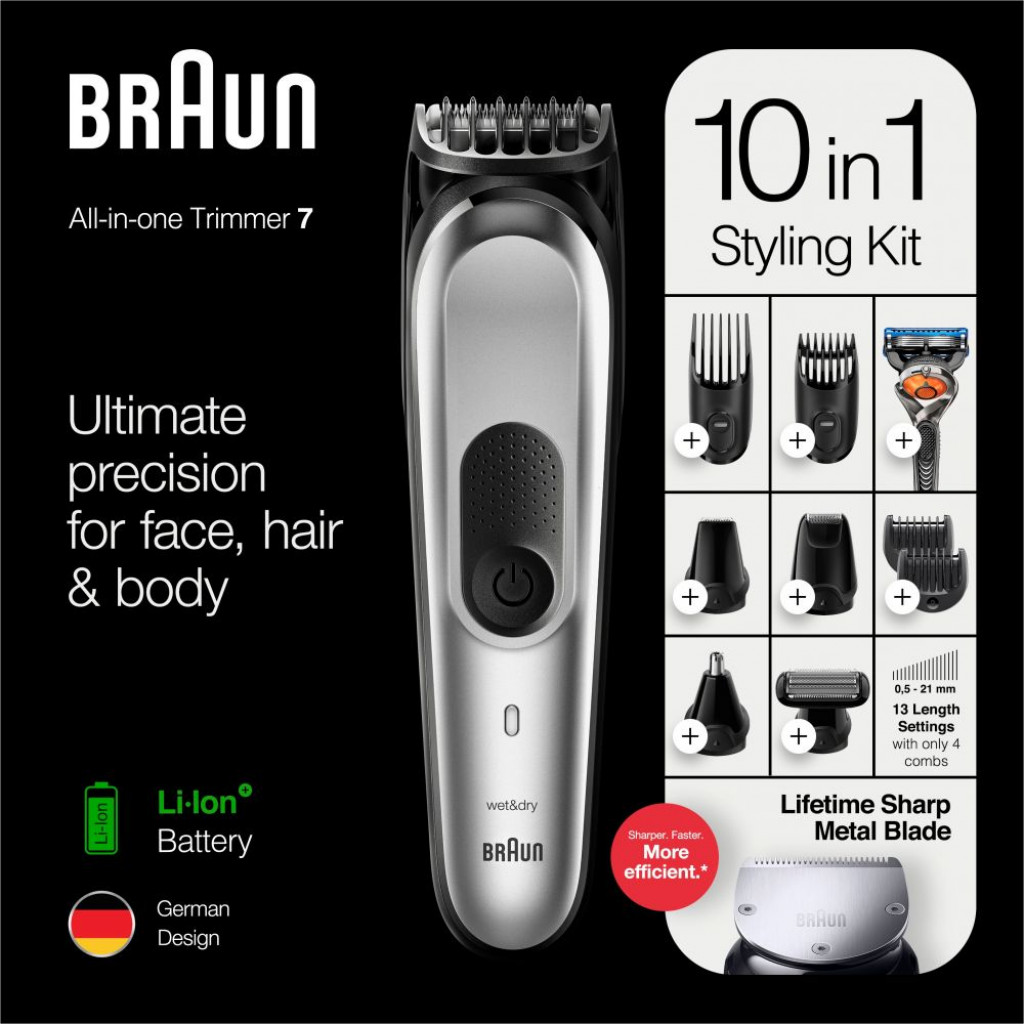 BRAUN
All-in-one Trimmer 7
Ultimate
precision
for face, hair
& body
Li-Ion
Li·Ion+
Battery
German
Design
wet&dry
BRAUN
10 in 1
Styling Kit
+
+
+
+
+
+
+
+
0,5 - 21 mm
13 Length
Settings
with only 4
combs
Lifetime Sharp
Metal Blade
Sharper. Faster.
More
efficient.*
BRAUN